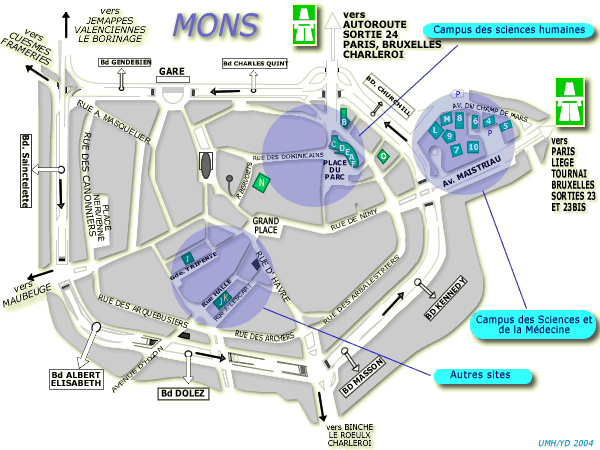 MONS
vers
JEMAPPES
VALENCIENNES
LE BORINAGE
vers
CUESMES
FRAMERIES
vers
AUTOROUTE
SORTIE 24
PARIS, BRUXELLES
CHARLEROI
Campus des sciences humaines
Bd GENDEBIEN
GARE
Bd CHARLES QUINT
BD. CHURCHILL
P
AV. DU CHAMP DE MARS
M 8 6 4 5
L 9 P
7 10
vers
PARIS
LIEGE
TOURNAI
BRUXELLES
SORTIES 23
ET 23BIS
Av. MAISTRIAU
RUE A. MASQUELIER
B
C D E A F
O
RUE DES DOMINICAINS
PLACE
DU
PARC
Bd. Sainctelette
RUE DES CANONNIERS
PLACE
NERVIENNE
N
GRAND
PLACE
RUE DE NIMY
I
Gde. TRIPERIE
RUE D' HAVRE
RUE HALLE
JK
vers
MAUBEUGE
RUE DES ARQUEBUSIERS
RUE DES ARBALESTRIERS
RUE DES ARCHERS
BD KENNEDY
Campus des Sciences et
de la Médecine
AVENUE D'HYON
Bd ALBERT
ELISABETH
Bd DOLEZ
BD MASSON
Autres sites
vers BINCHE
LE ROEULX
CHARLEROI
UMH/YD 2004